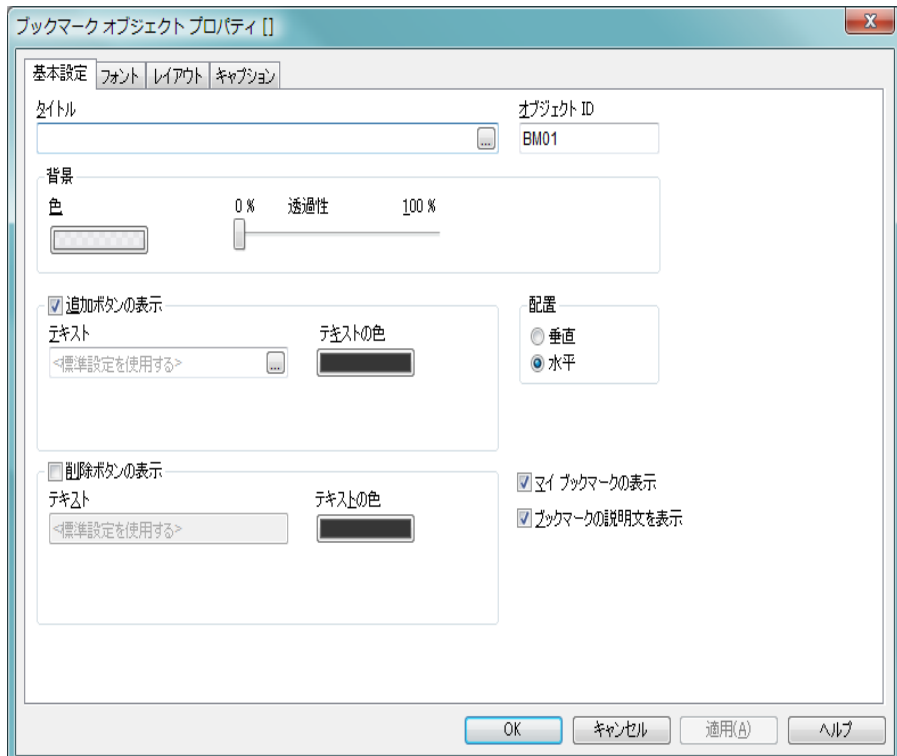 ブックマーク オブジェクト プロパティ []
X
基本設定 フォント レイアウト キャプション
タイトル オブジェクト ID
... BM01
背景
色 0 % 透過性 100 %
追加ボタンの表示 配置
テキスト テキストの色 垂直
<標準設定を使用する> ... 水平
削除ボタンの表示 マイ ブックマークの表示
テキスト テキストの色 ブックマークの説明文を表示
<標準設定を使用する>
OK キャンセル 適用(A) ヘルプ